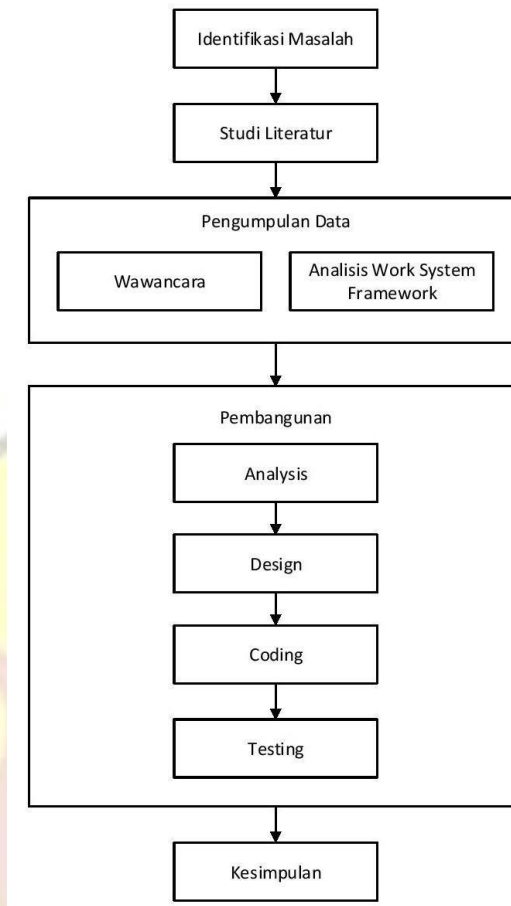 Identifikasi Masalah
Studi Literatur
Pengumpulan Data
Wawancara
Analisis Work System
Framework
Pembangunan
Analysis
Design
Coding
Testing
Kesimpulan